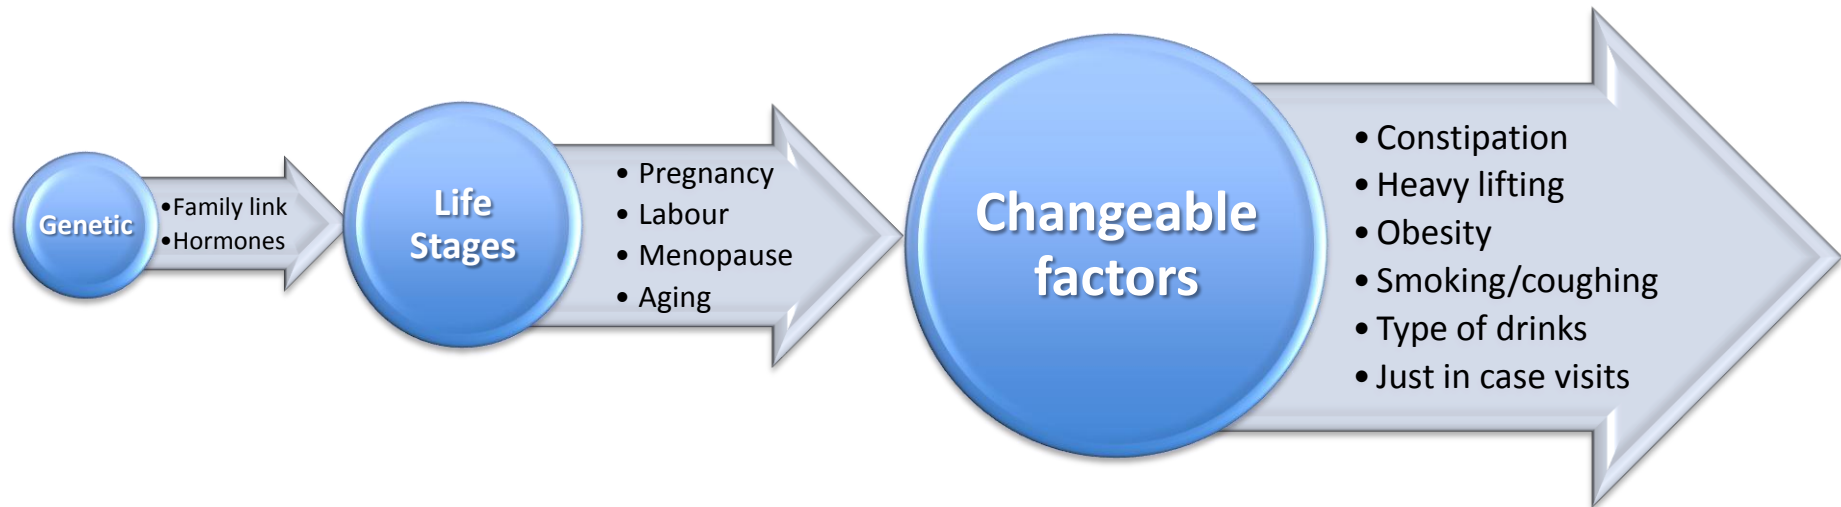 Genetic
•Family link
•Hormones
Life
Stages
• Pregnancy
• Labour
• Menopause
• Aging
Changeable
factors
• Constipation
• Heavy lifting
• Obesity
• Smoking/coughing
• Type of drinks
• Just in case visits